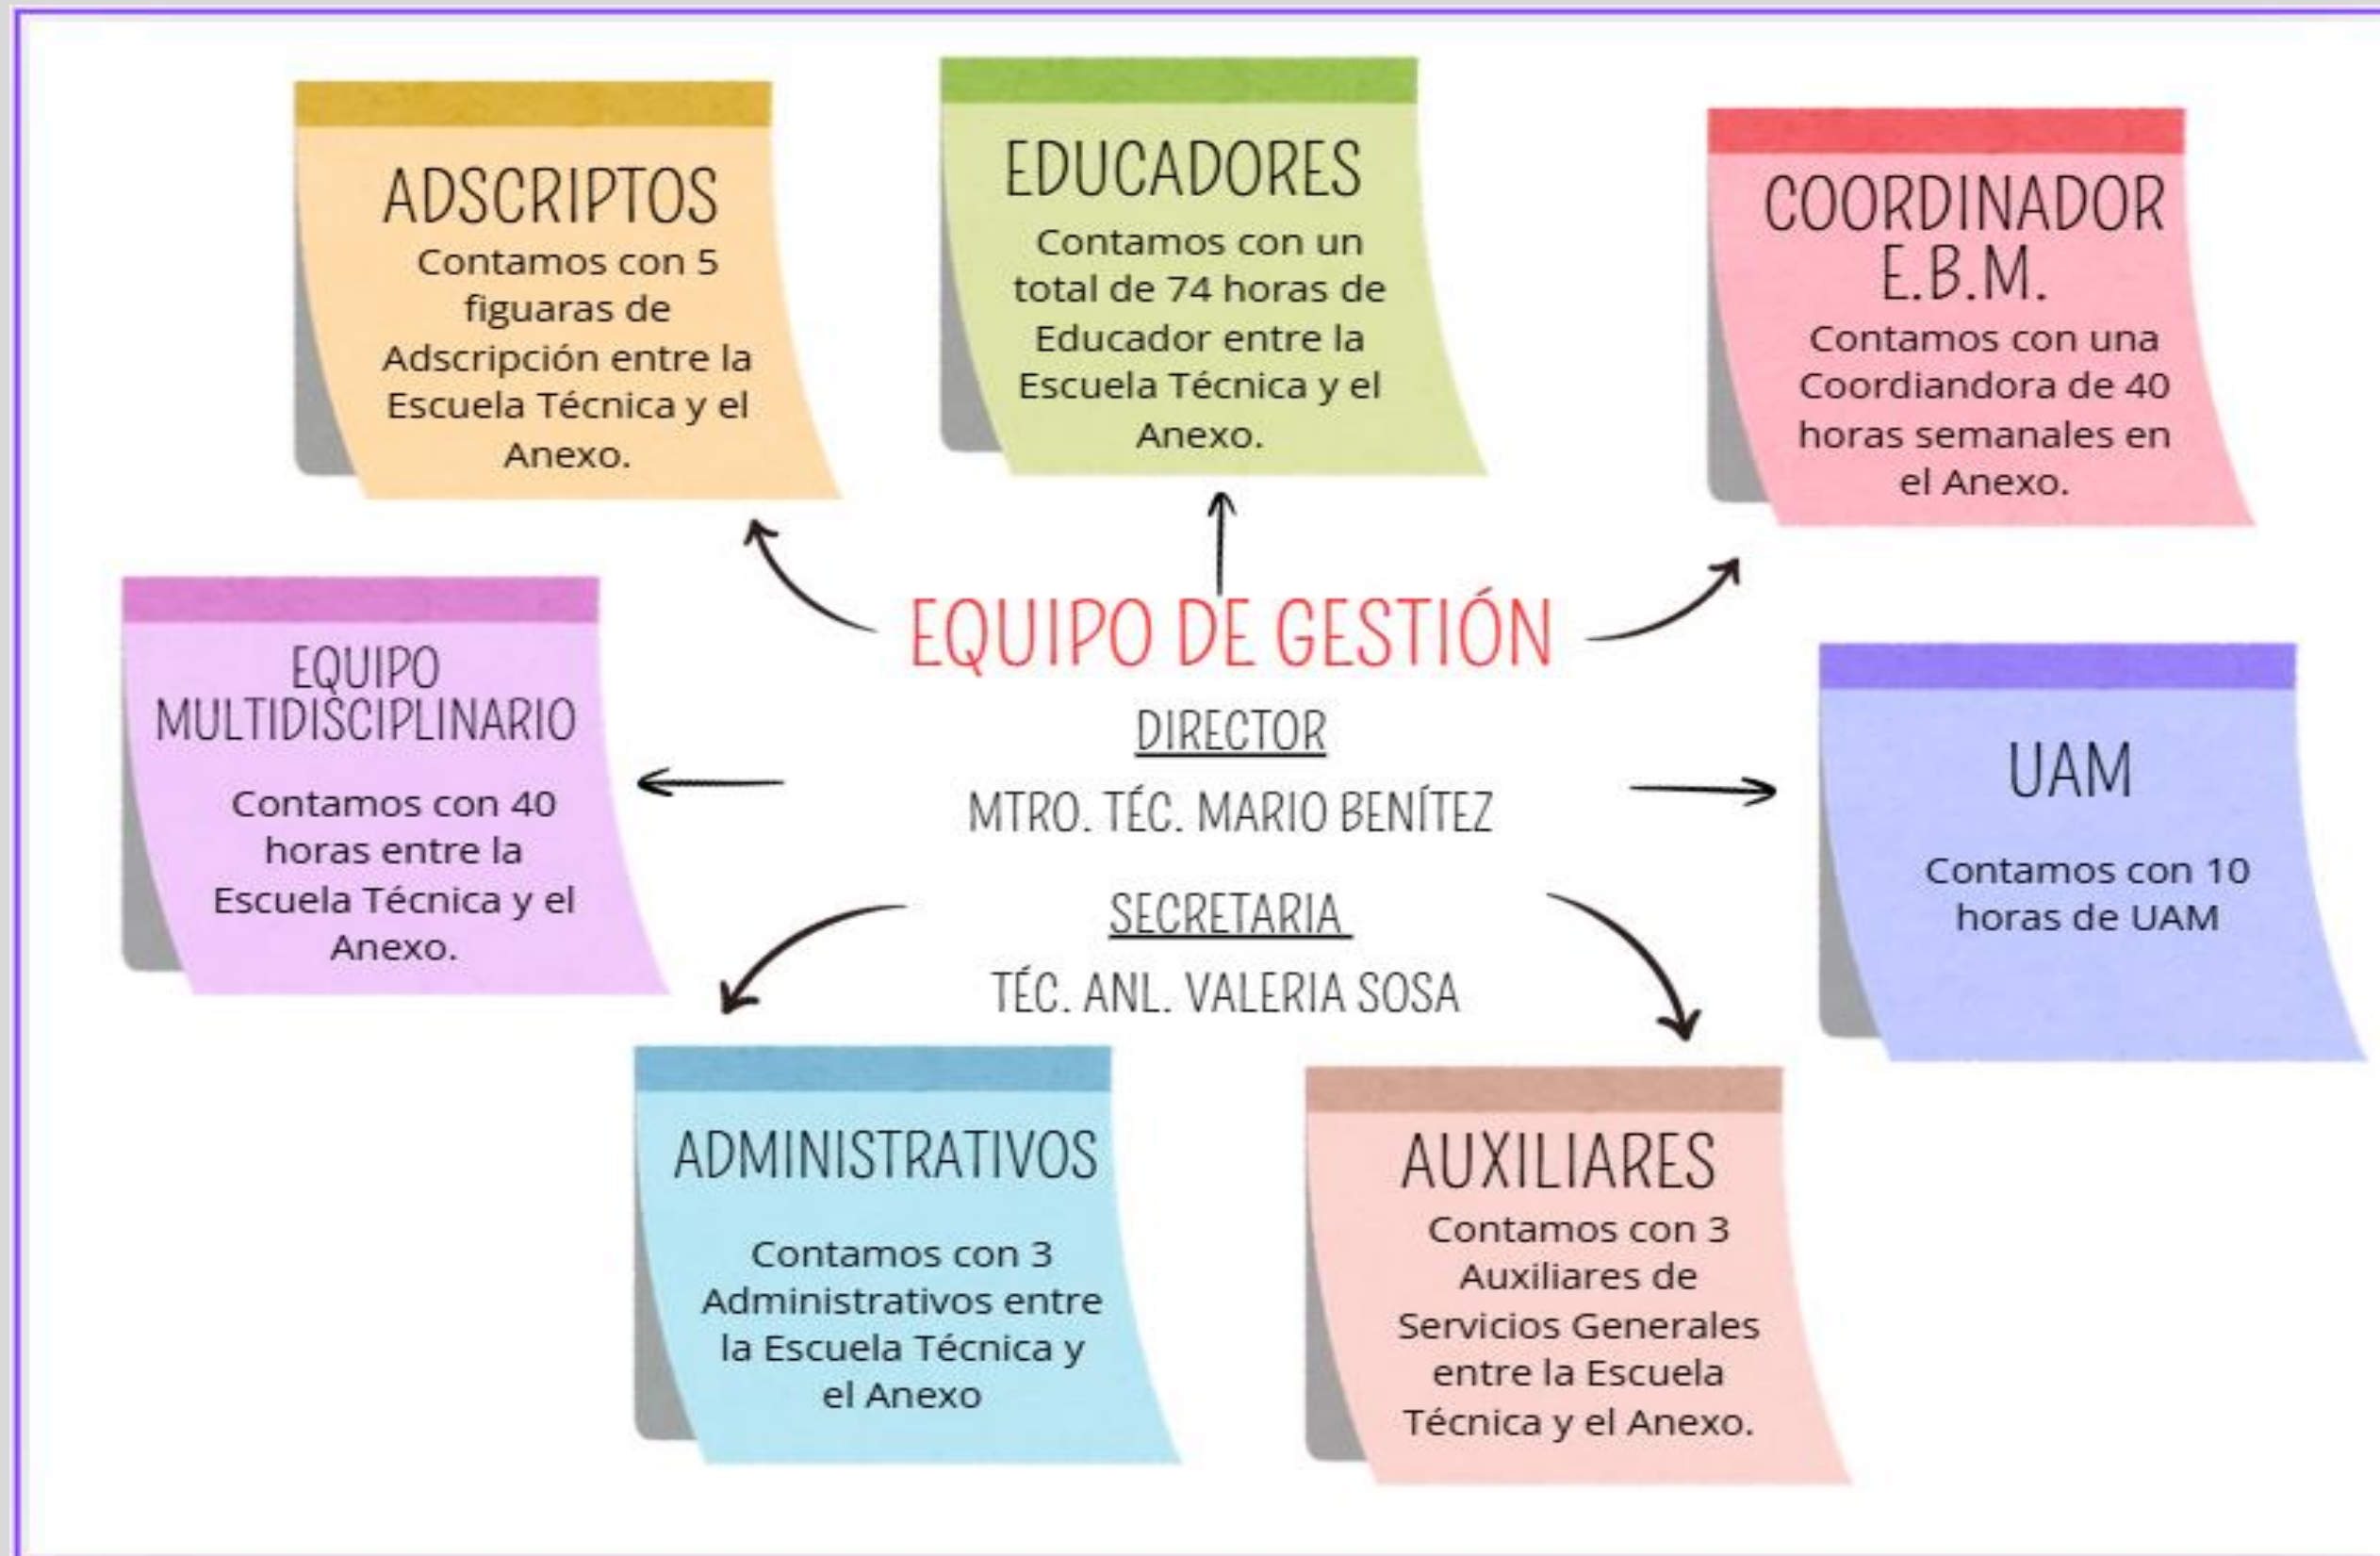 ADSCRIPTOS
Contamos con 5
figuaras de
Adscripción entre la
Escuela Técnica y el
Anexo.
EDUCADORES
Contamos con un
total de 74 horas de
Educador entre la
Escuela Técnica y el
Anexo.
COORDINADOR
E.B.M.
Contamos con una
Coordiandora de 40
horas semanales en
el Anexo.
EQUIPO
MULTIDISCIPLINARIO
Contamos con 40
horas entre la
Escuela Técnica y el
Anexo.
EQUIPO DE GESTIÓN
DIRECTOR
MTRO. TÉC. MARIO BENÍTEZ
SECRETARIA
TÉC. ANL. VALERIA SOSA
UAM
Contamos con 10
horas de UAM
ADMINISTRATIVOS
Contamos con 3
Administrativos entre
la Escuela Técnica y
el Anexo
AUXILIARES
Contamos con 3
Auxiliares de
Servicios Generales
entre la Escuela
Técnica y el Anexo.